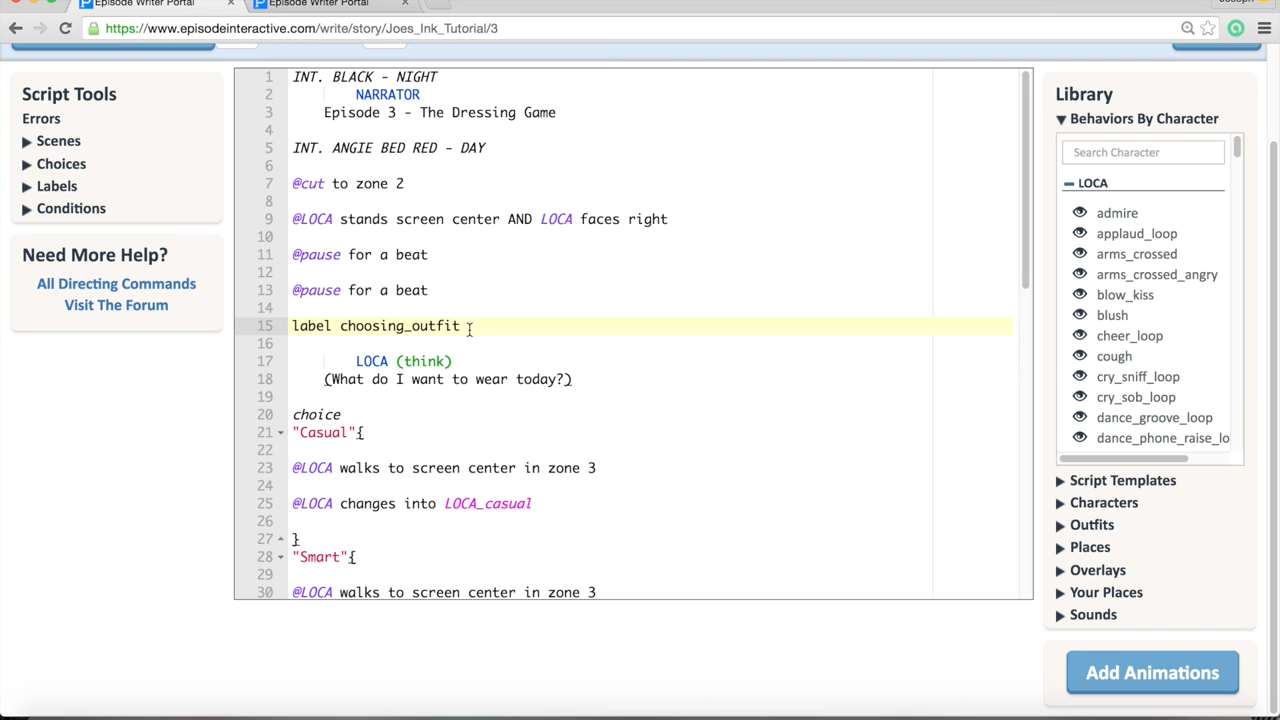 Episode Writer Portal
Episode Writer Portal
https://www.episodeinteractive.com/write/story/Joes_Ink_Tutorial/3
Script Tools
Errors
Scenes
Choices
Labels
Conditions
Need More Help?
All Directing Commands
Visit The Forum
1 INT. BLACK - NIGHT
2 NARRATOR
3 Episode 3 - The Dressing Game
4
5 INT. ANGIE BED RED - DAY
6
7 @cut to zone 2
8
9 @LOCA stands screen center AND LOCA faces right
10
11 @pause for a beat
12
13 @pause for a beat
14
15 label choosing_outfit
16
17 LOCA (think)
18 (What do I want to wear today?)
19
20 choice
21 "Casual"{
22
23 @LOCA walks to screen center in zone 3
24
25 @LOCA changes into LOCA_casual
26
27 }
28 "Smart"{
29
30 @LOCA walks to screen center in zone 3
Library
Behaviors By Character
Search Character
LOCA
admire
applaud_loop
arms_crossed
arms_crossed_angry
blow_kiss
blush
cheer_loop
cough
cry_sniff_loop
cry_sob_loop
dance_groove_loop
dance_phone_raise_lo
Script Templates
Characters
Outfits
Places
Overlays
Your Places
Sounds
Add Animations